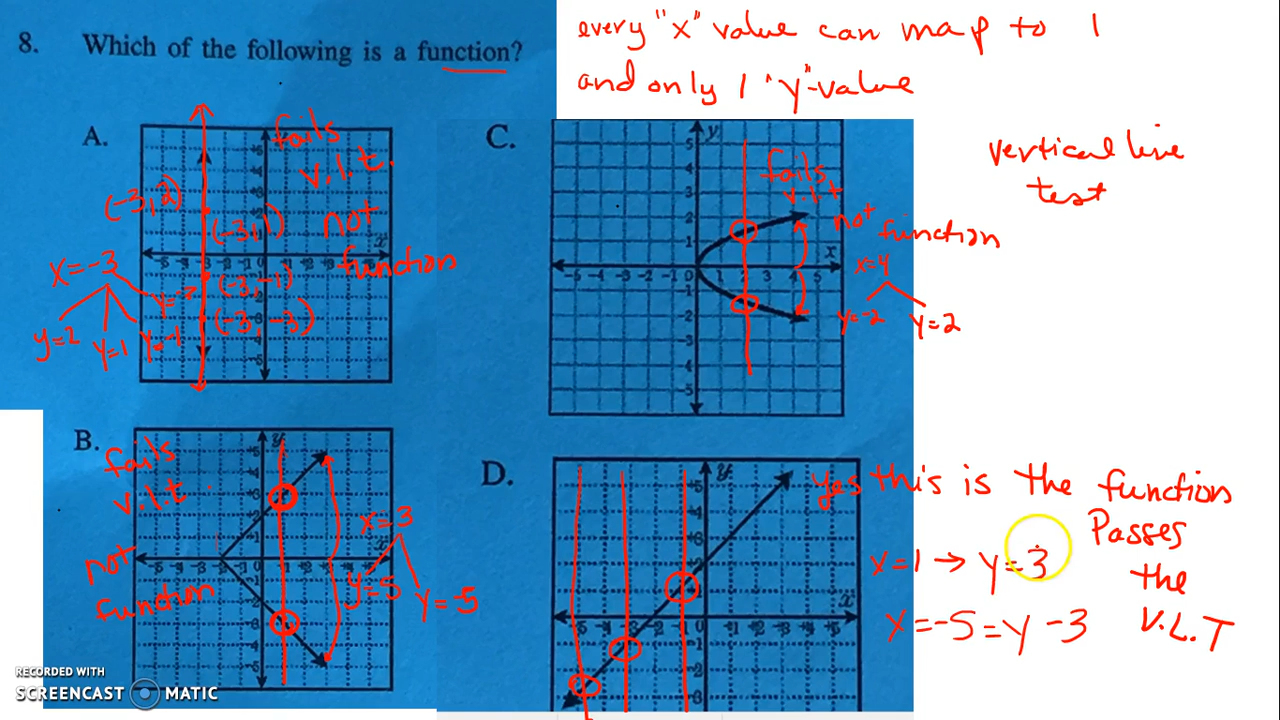 every "x" value can map to 1
and only 1 "y"-value
8. Which of the following is a function?
vertical line
test
A.
fails
v.l.t.
not
function
(-3,2)
(-3,1)
(-3,-1)
(-3,-3)
x=-3
y=2
y=1
y=-1
x
C.
y
fails
v.l.t
not function
x
x=4
y=-2
y=2
B.
fails
v.l.t.
not
function
y
x
x=3
y=5
y=-5
D.
y
x
yes this is the function
Passes
the
V.L.T
x=1→y=3
x=-5=y-3
RECORDED WITH
SCREENCAST MATIC